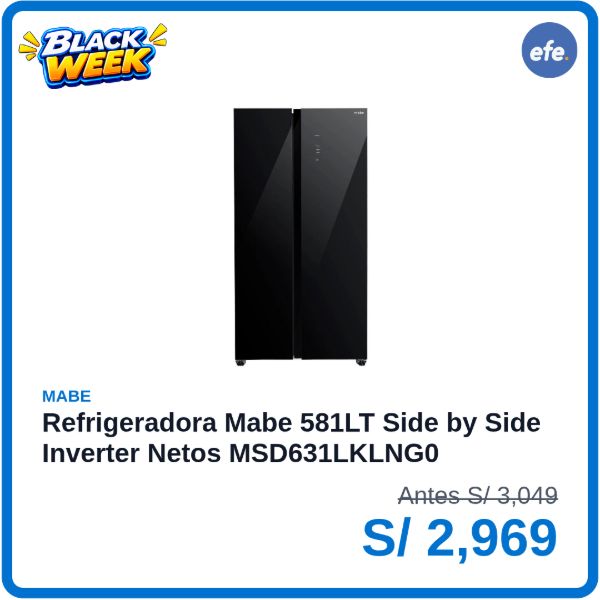 BLACK
WEEK
efe.
MABE
Refrigeradora Mabe 581LT Side by Side
Inverter Netos MSD631LKLNG0
Antes S/ 3,049
S/ 2,969